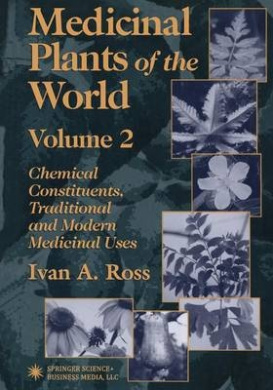 Medicinal
Plants of the
World
Volume 2
Chemical
Constituents,
Traditional
and Modern
Medicinal Uses
Ivan A. Ross
SPRINGER SCIENCE+
BUSINESS MEDIA, LLC